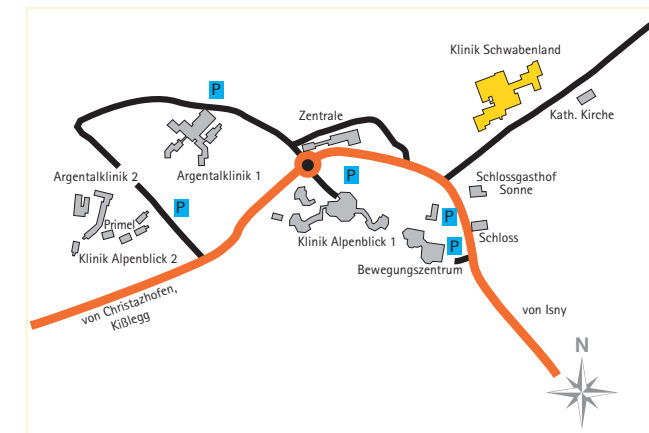 Klinik Schwabenland
P
Zentrale
Kath. Kirche
Argentalklinik 2
Argentalklinik 1
P
Schlossgasthof
Sonne
P
P
Primel
Klinik Alpenblick 1
Schloss
P
Klinik Alpenblick 2
Bewegungszentrum
von Christazhofen,
Kißlegg
von Isny
N